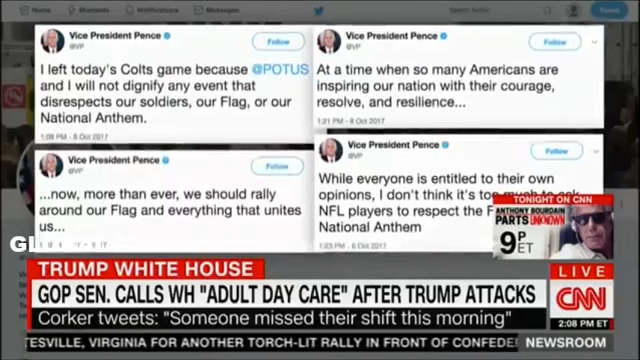 Home
Moments
Notifications
Messages
Vice President Pence
@VP
Follow
I left today's Colts game because @POTUS
and I will not dignify any event that
disrespects our soldiers, our Flag, or our
National Anthem.
1:08 PM - 8 Oct 2017
Vice President Pence
@VP
Follow
At a time when so many Americans are
inspiring our nation with their courage,
resolve, and resilience...
1:21 PM - 8 Oct 2017
Vice President Pence
@VP
Follow
...now, more than ever, we should rally
around our Flag and everything that unites
us...
Vice President Pence
@VP
Follow
While everyone is entitled to their own
opinions, I don't think it's too much to ask
NFL players to respect the F
National Anthem
1:23 PM - 8 Oct 2017
TONIGHT ON CNN
ANTHONY BOURDAIN
PARTS UNKNOWN
9 P ET
TRUMP WHITE HOUSE
LIVE
GOP SEN. CALLS WH "ADULT DAY CARE" AFTER TRUMP ATTACKS
CNN
Corker tweets: "Someone missed their shift this morning"
2:08 PM ET
TESVILLE, VIRGINIA FOR ANOTHER TORCH-LIT RALLY IN FRONT OF CONFEDE
NEWSROOM